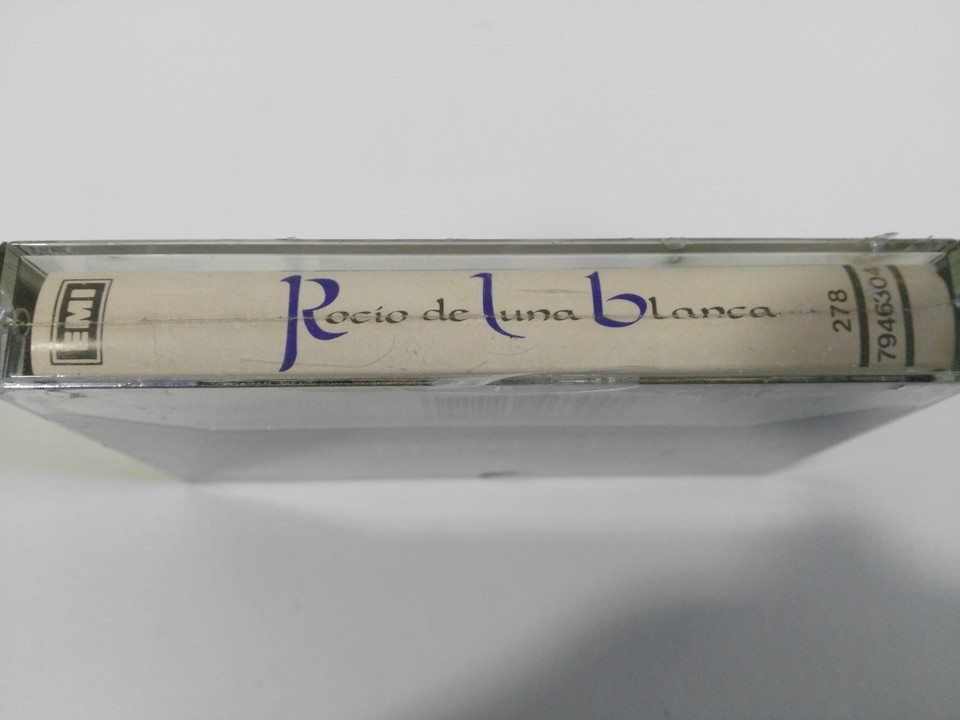 EMI
Rocío de luna blanca
278
7946304